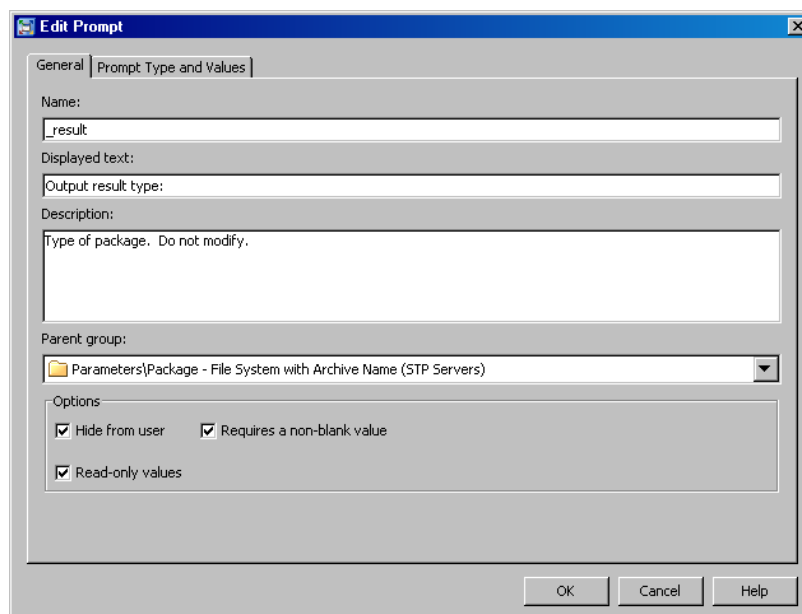 Edit Prompt
General
Prompt Type and Values
Name:
_result
Displayed text:
Output result type:
Description:
Type of package.  Do not modify.
Parent group:
Parameters\Package - File System with Archive Name (STP Servers)
Options
Hide from user
Requires a non-blank value
Read-only values
OK
Cancel
Help